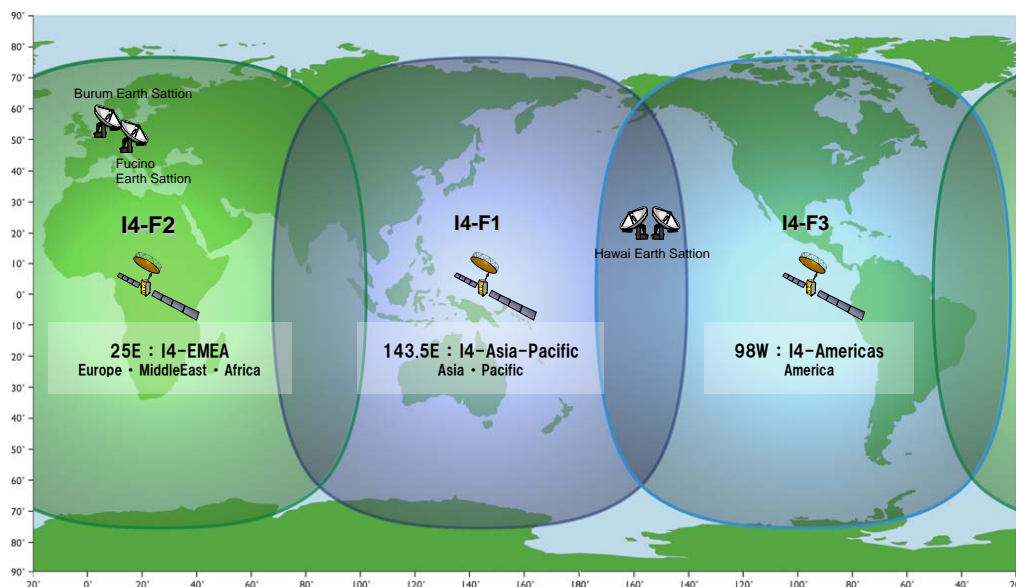 90°
80°
70°
60°
50°
40°
30°
20°
10°
0°
10°
20°
30°
40°
50°
60°
70°
80°
90°
Burum Earth Sattion
Fucino
Earth Sattion
I4-F2
I4-F1
I4-F3
Hawai Earth Sattion
25E : I4-EMEA
Europe・MiddleEast・Africa
143.5E : I4-Asia-Pacific
Asia・Pacific
98W : I4-Americas
America
20° 0° 20° 40° 60° 80° 100° 120° 140° 160° 180° 160° 140° 120° 100° 80° 60° 40° 20